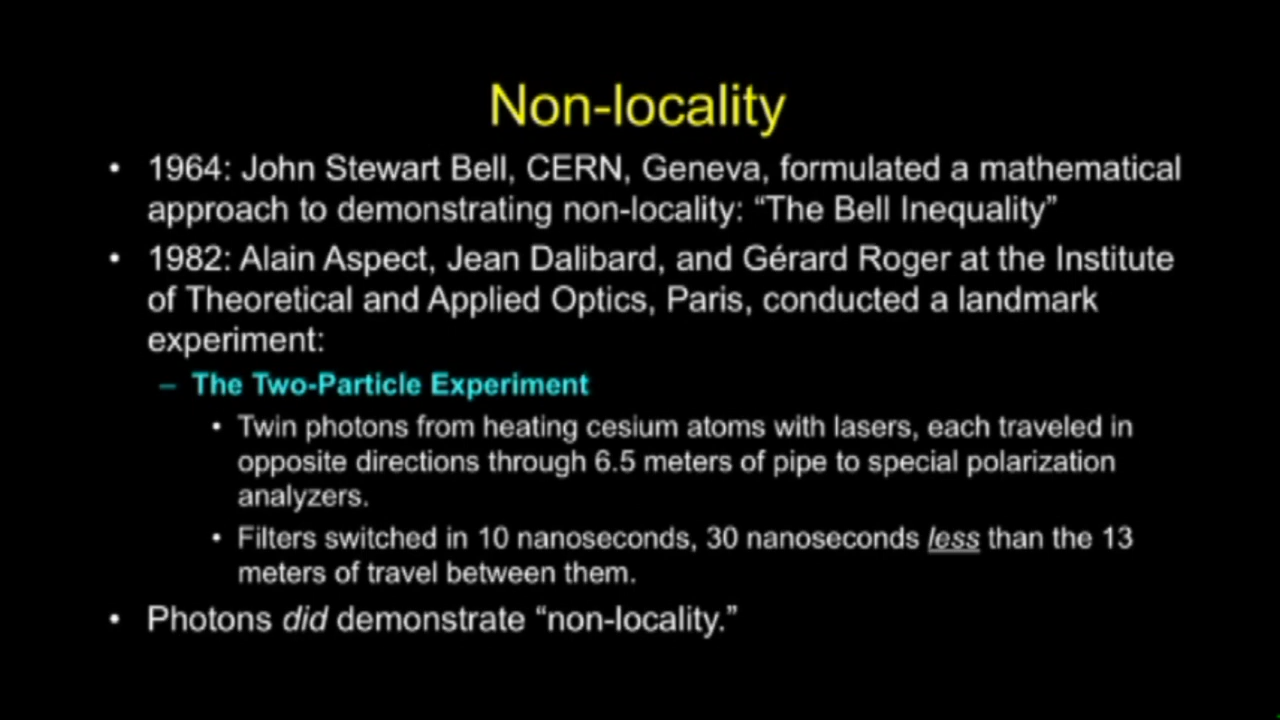 Non-locality
• 1964: John Stewart Bell, CERN, Geneva, formulated a mathematical
approach to demonstrating non-locality: “The Bell Inequality”
• 1982: Alain Aspect, Jean Dalibard, and Gérard Roger at the Institute
of Theoretical and Applied Optics, Paris, conducted a landmark
experiment:
– The Two-Particle Experiment
• Twin photons from heating cesium atoms with lasers, each traveled in
opposite directions through 6.5 meters of pipe to special polarization
analyzers.
• Filters switched in 10 nanoseconds, 30 nanoseconds less than the 13
meters of travel between them.
• Photons did demonstrate “non-locality.”